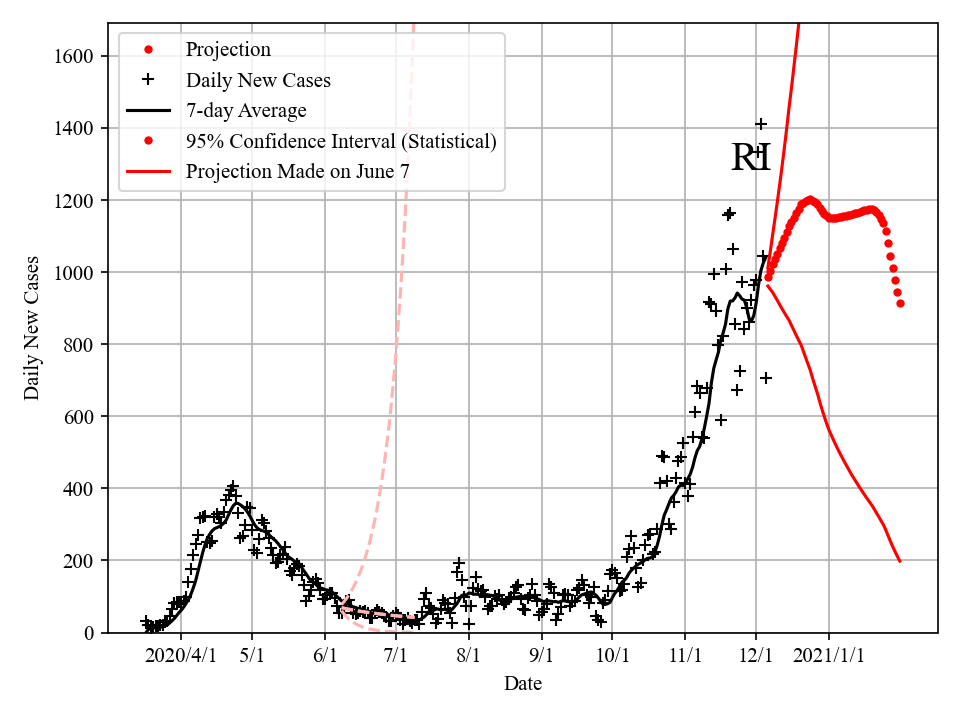 Projection
Daily New Cases
7-day Average
95% Confidence Interval (Statistical)
Projection Made on June 7
RI
1600
1400
1200
1000
800
600
400
200
0
Daily New Cases
2020/4/1 5/1 6/1 7/1 8/1 9/1 10/1 11/1 12/1 2021/1/1
Date